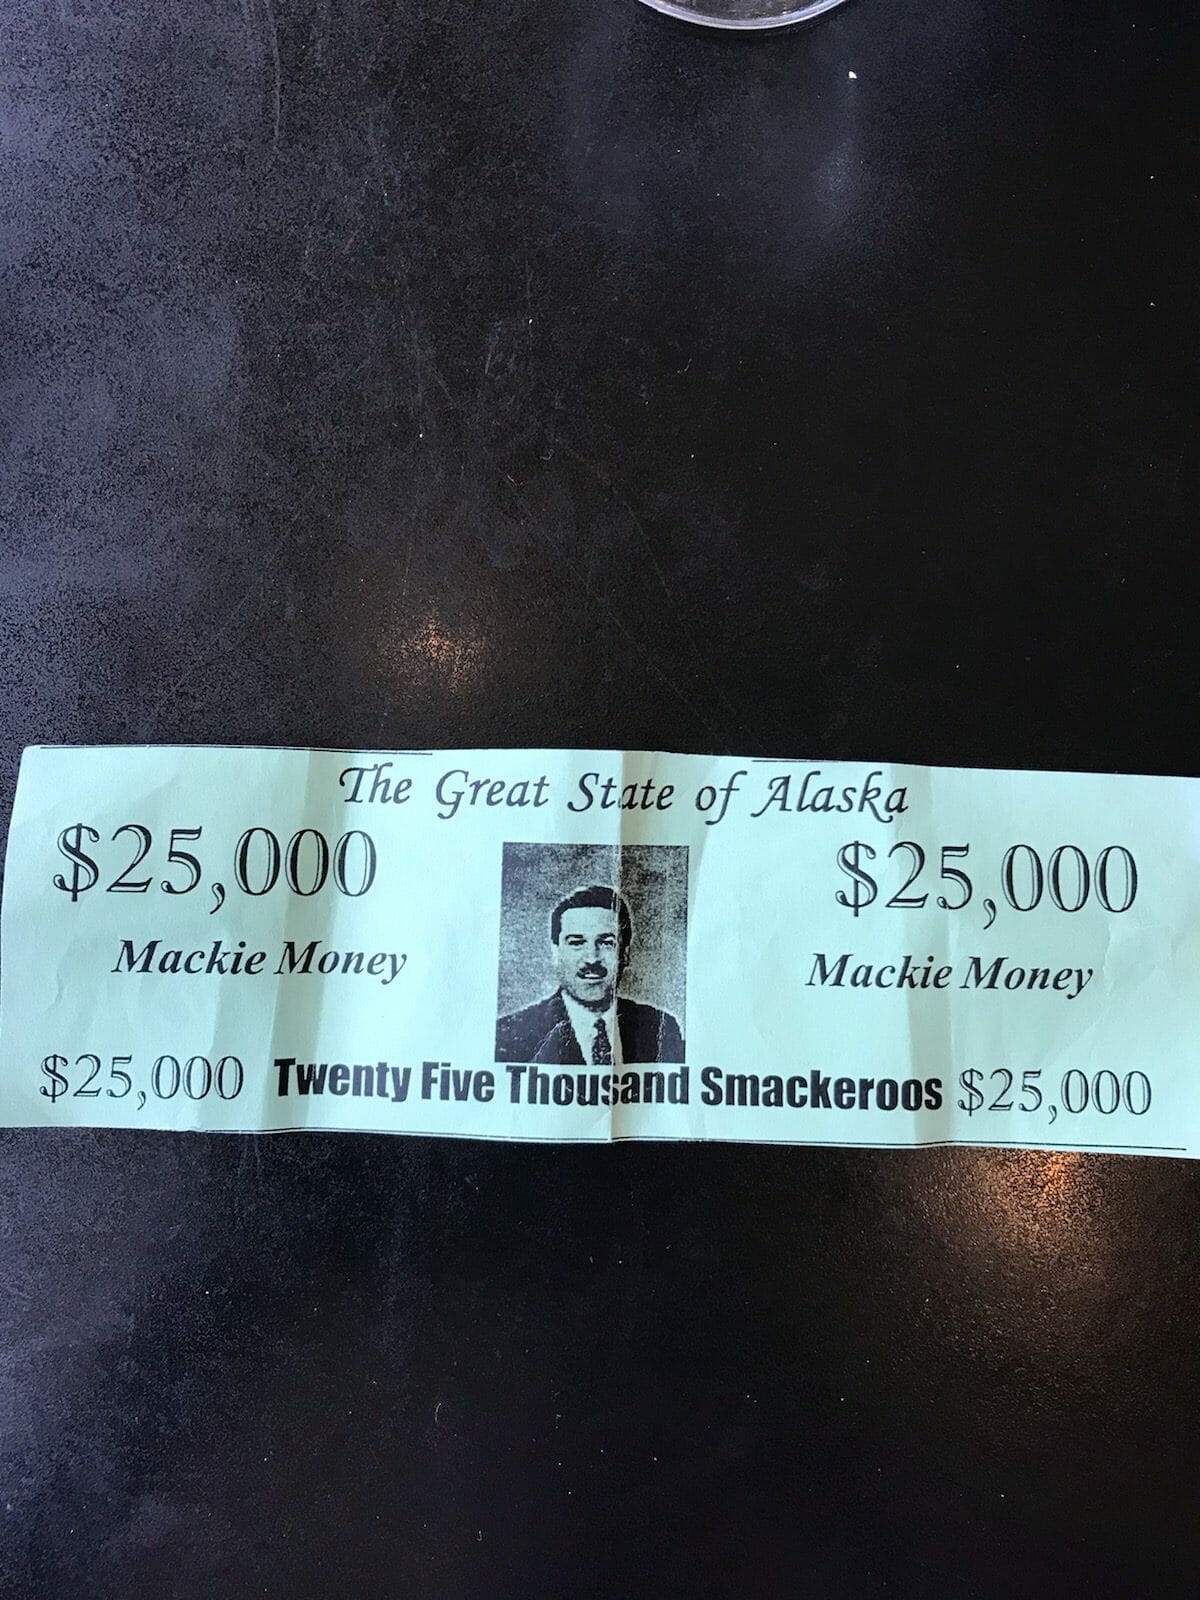 The Great State of Alaska
$25,000 $25,000
Mackie Money Mackie Money
$25,000 Twenty Five Thousand Smackeroos $25,000